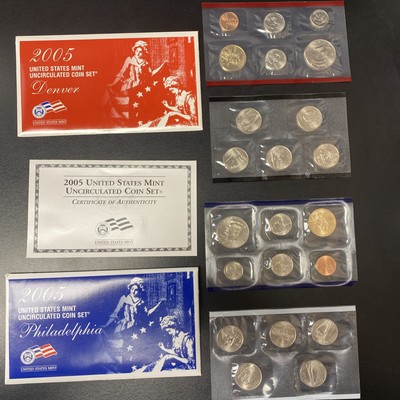 2005
UNITED STATES MINT
UNCIRCULATED COIN SET®
Denver
UNITED STATES MINT
2005 UNITED STATES MINT
UNCIRCULATED COIN SET®
CERTIFICATE OF AUTHENTICITY
2005
UNITED STATES MINT
UNCIRCULATED COIN SET®
Philadelphia
UNITED STATES MINT